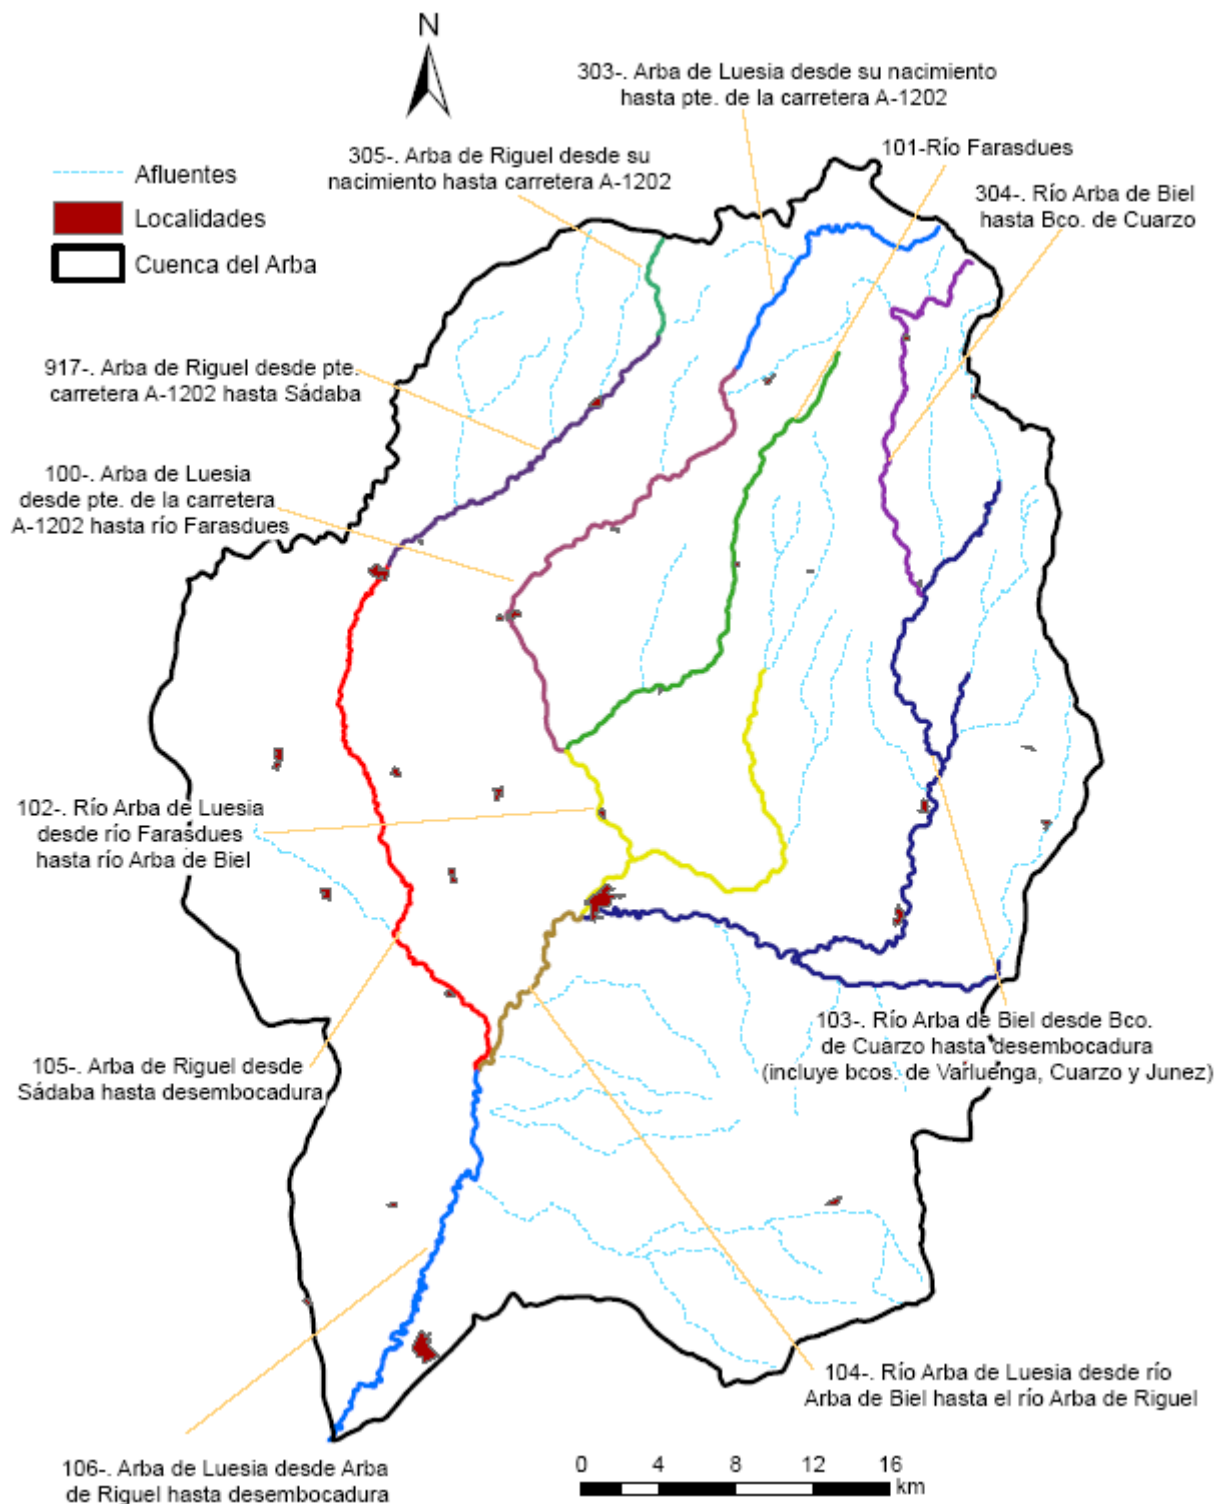 N
303-. Arba de Luesia desde su nacimiento
hasta pte. de la carretera A-1202
305-. Arba de Riguel desde su
nacimiento hasta carretera A-1202
101-Río Farasdues
304-. Río Arba de Biel
hasta Bco. de Cuarzo
Afluentes
Localidades
Cuenca del Arba
917-. Arba de Riguel desde pte.
carretera A-1202 hasta Sádaba
100-. Arba de Luesia
desde pte. de la carretera
A-1202 hasta río Farasdues
102-. Río Arba de Luesia
desde río Farasdues
hasta río Arba de Biel
103-. Río Arba de Biel desde Bco.
de Cuarzo hasta desembocadura
(incluye bcos. de Varluenga, Cuarzo y Junez)
105-. Arba de Riguel desde
Sádaba hasta desembocadura
104-. Río Arba de Luesia desde río
Arba de Biel hasta el río Arba de Riguel
106-. Arba de Luesia desde Arba
de Riguel hasta desembocadura
0 4 8 12 16
km